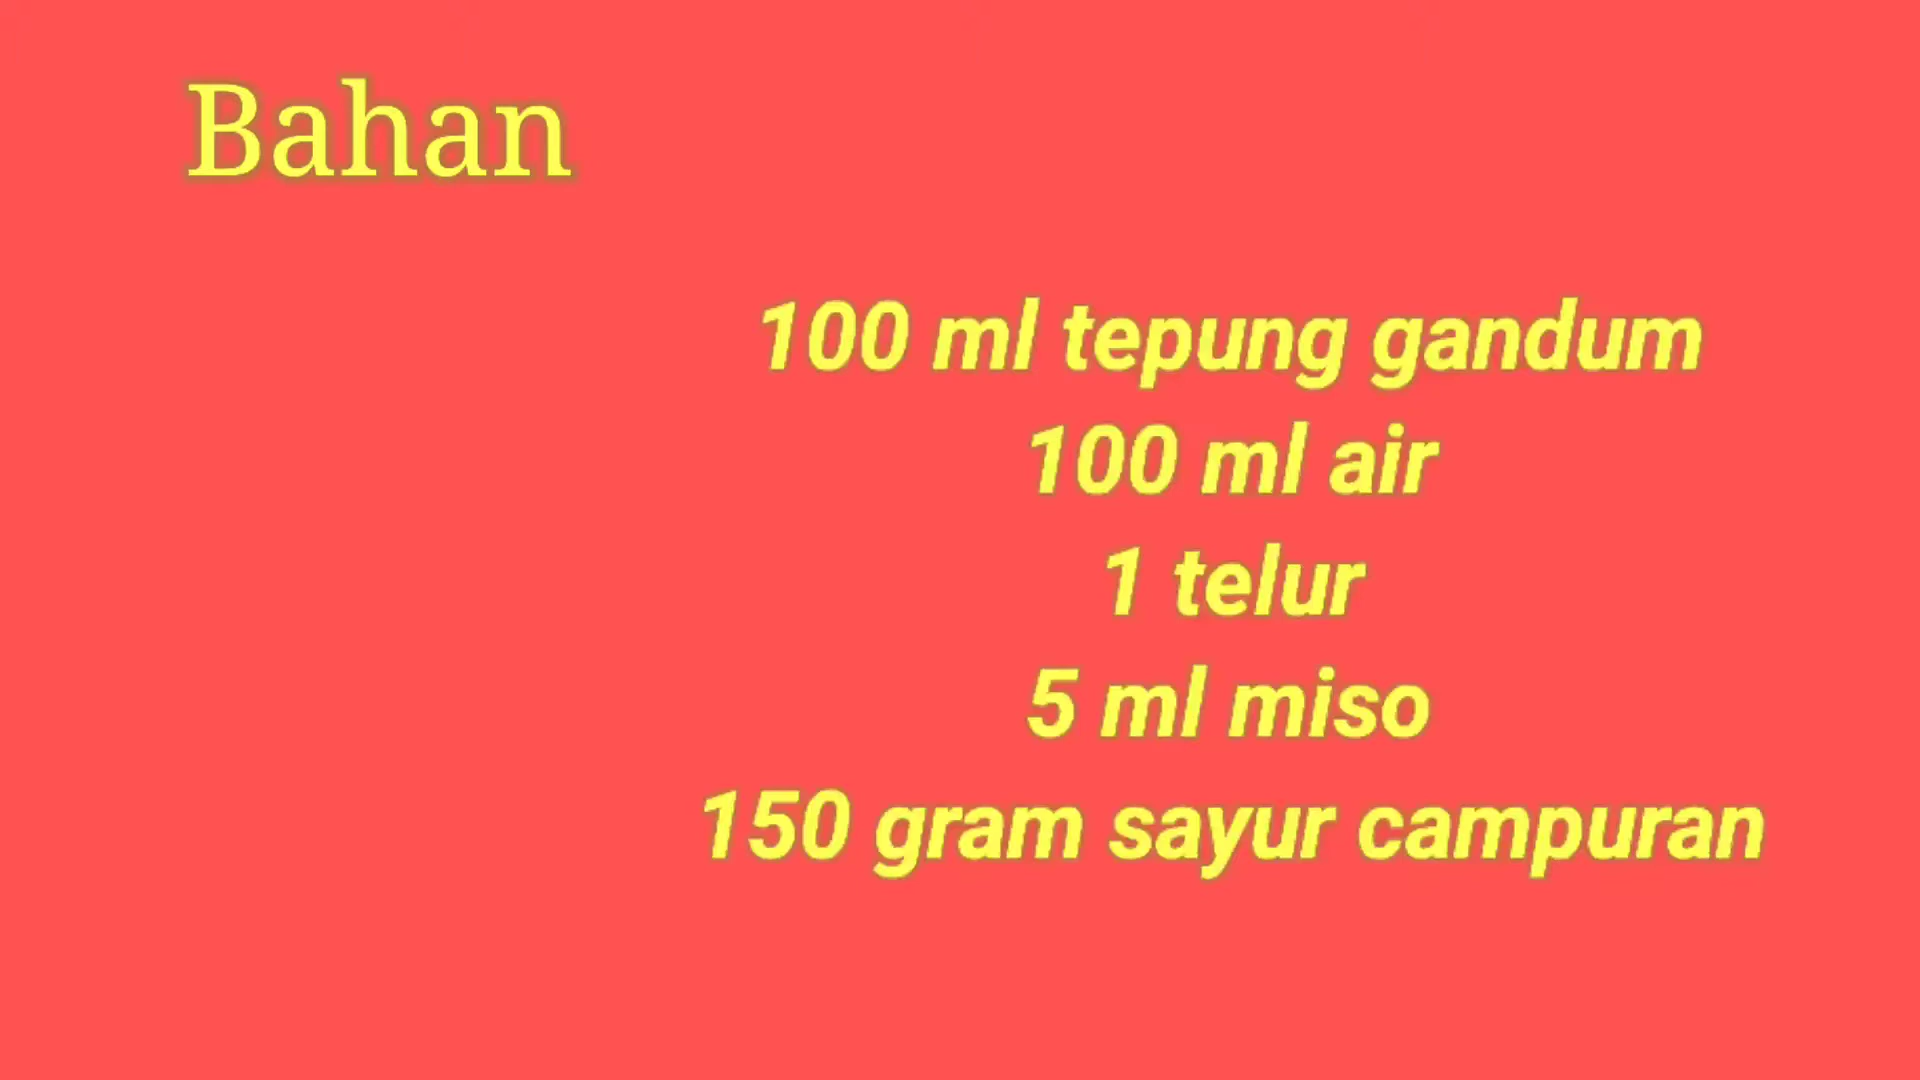 Bahan
100 ml tepung gandum
100 ml air
1 telur
5 ml miso
150 gram sayur campuran